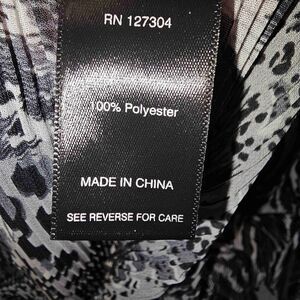 RN 127304
100% Polyester
MADE IN CHINA
SEE REVERSE FOR CARE